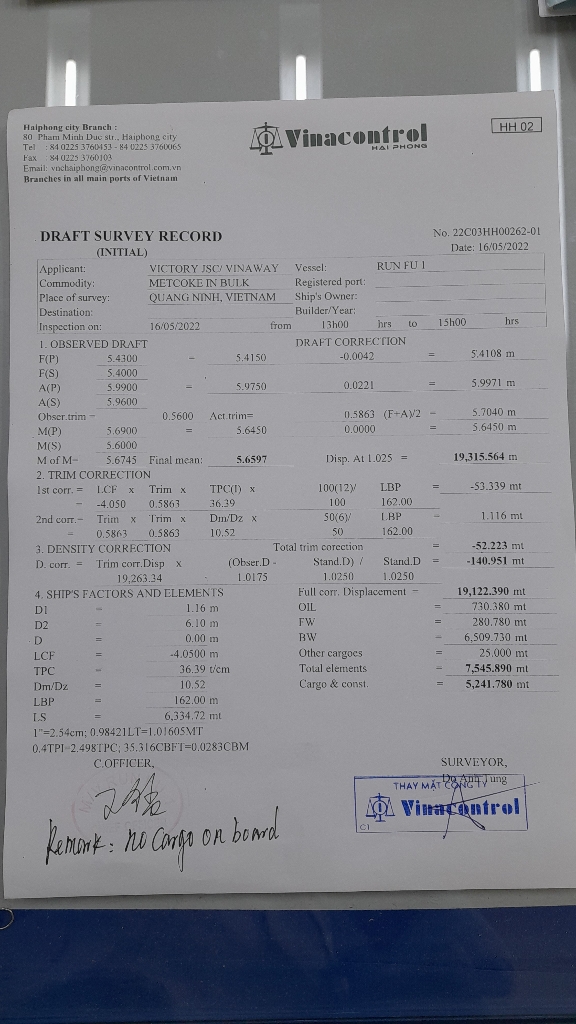 Haiphong city Branch :
80 Pham Minh Duc str., Haiphong city
Tel : 84 0225 3760453 - 84 0225 3760065
Fax 84 0225 3760103
Email: vnchaiphong@vinacontrol.com.vn
Branches in all main ports of Vietnam
Vinacontrol
HAI PHONG
HH 02
DRAFT SURVEY RECORD
(INITIAL)
No. 22C03HH00262-01
Date: 16/05/2022
Applicant: VICTORY JSC/ VINAWAY Vessel: RUN FU 1
Commodity: METCOKE IN BULK Registered port:
Place of survey: QUANG NINH, VIETNAM Ship's Owner:
Destination: Builder/Year:
Inspection on: 16/05/2022 from 13h00 hrs to 15h00 hrs
1. OBSERVED DRAFT DRAFT CORRECTION
F(P) 5.4300 = 5.4150 -0.0042 = 5.4108 m
F(S) 5.4000
A(P) 5.9900 = 5.9750 0.0221 = 5.9971 m
A(S) 5.9600
Obser.trim = 0.5600 Act.trim= 0.5863 (F+A)/2 = 5.7040 m
M(P) 5.6900 = 5.6450 0.0000 = 5.6450 m
M(S) 5.6000
M of M= 5.6745 Final mean: 5.6597 Disp. At 1.025 = 19,315.564 m
2. TRIM CORRECTION
1st corr. = LCF x Trim x TPC(I) x 100(12)/ LBP = -53.339 mt
= -4.050 0.5863 36.39 100 162.00
2nd corr.= Trim x Trim x Dm/Dz x 50(6)/ LBP = 1.116 mt
= 0.5863 0.5863 10.52 50 162.00
3. DENSITY CORRECTION Total trim corection = -52.223 mt
D. corr. = Trim corr.Disp x (Obser.D - Stand.D) / Stand.D = -140.951 mt
19,263.34 1.0175 1.0250 1.0250
4. SHIP'S FACTORS AND ELEMENTS Full corr. Displacement = 19,122.390 mt
D1 = 1.16 m OIL = 730.380 mt
D2 = 6.10 m FW = 280.780 mt
D = 0.00 m BW = 6,509.730 mt
LCF = -4.0500 m Other cargoes = 25.000 mt
TPC = 36.39 t/cm Total elements = 7,545.890 mt
Dm/Dz = 10.52 Cargo & const. = 5,241.780 mt
LBP = 162.00 m
LS = 6,334.72 mt
1"=2.54cm; 0.98421LT=1.01605MT
0.4TPI=2.498TPC; 35.316CBFT=0.0283CBM
C.OFFICER, SURVEYOR,
Do Anh Tung
THAY MẶT CÔNG TY
Vinacontrol
C1
Remark: no cargo on board